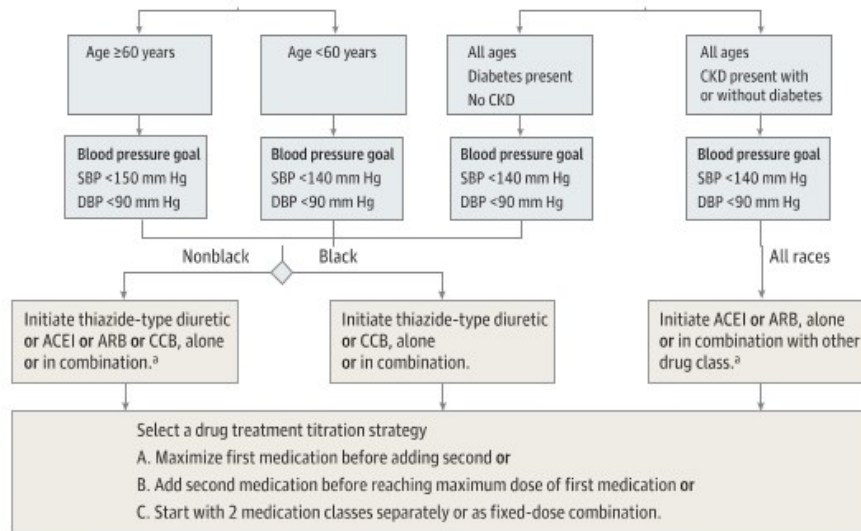 Age ≥60 years
Age <60 years
All ages
Diabetes present
No CKD
All ages
CKD present with
or without diabetes
Blood pressure goal
SBP <150 mm Hg
DBP <90 mm Hg
Blood pressure goal
SBP <140 mm Hg
DBP <90 mm Hg
Blood pressure goal
SBP <140 mm Hg
DBP <90 mm Hg
Blood pressure goal
SBP <140 mm Hg
DBP <90 mm Hg
Nonblack
Black
All races
Initiate thiazide-type diuretic
or ACEI or ARB or CCB, alone
or in combination.a
Initiate thiazide-type diuretic
or CCB, alone
or in combination.
Initiate ACEI or ARB, alone
or in combination with other
drug class.a
Select a drug treatment titration strategy
A. Maximize first medication before adding second or
B. Add second medication before reaching maximum dose of first medication or
C. Start with 2 medication classes separately or as fixed-dose combination.